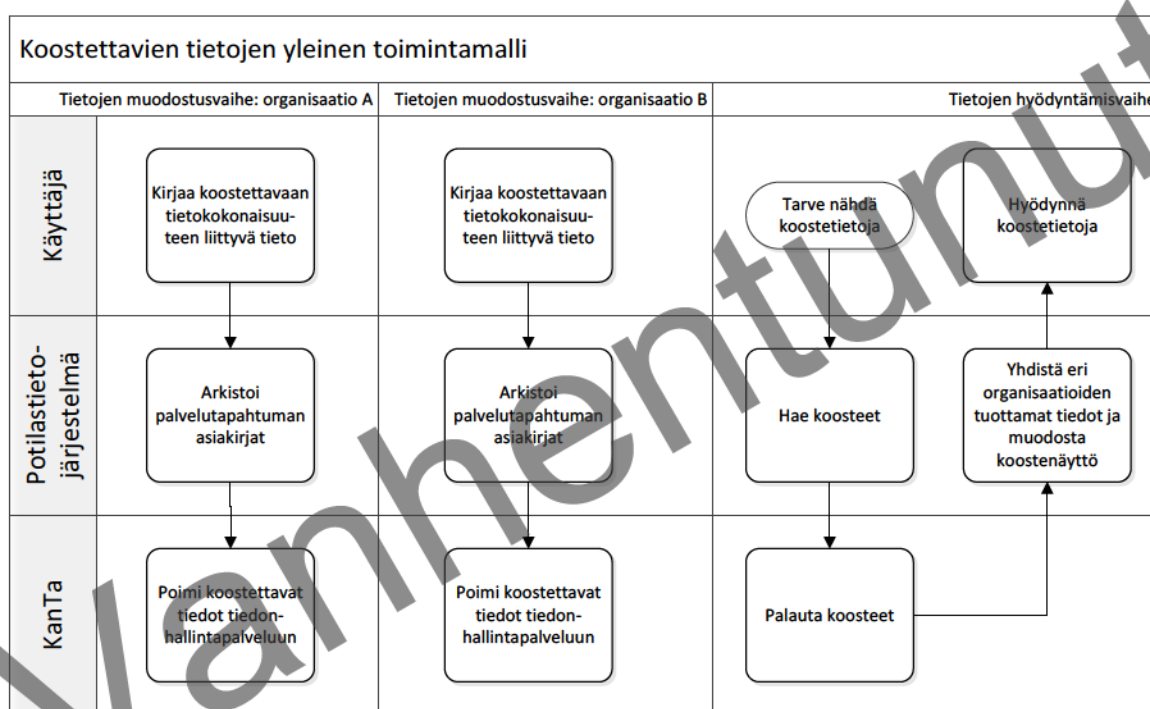 Koostettavien tietojen yleinen toimintamalli
Tietojen muodostusvaihe: organisaatio A
Tietojen muodostusvaihe: organisaatio B
Tietojen hyödyntämisvaihe
Käyttäjä
Kirjaa koostettavaan
tietokokonaisuu-
teen liittyvä tieto
Kirjaa koostettavaan
tietokokonaisuu-
teen liittyvä tieto
Tarve nähdä
koostetietoja
Hyödynnä
koostetietoja
Potilastieto-
järjestelmä
Arkistoi
palvelutapahtuman
asiakirjat
Arkistoi
palvelutapahtuman
asiakirjat
Hae koosteet
Yhdistä eri
organisaatioiden
tuottamat tiedot ja
muodosta
koostenäyttö
KanTa
Poimi koostettavat
tiedot tiedon-
hallintapalveluun
Poimi koostettavat
tiedot tiedon-
hallintapalveluun
Palauta koosteet
Vanhentunut